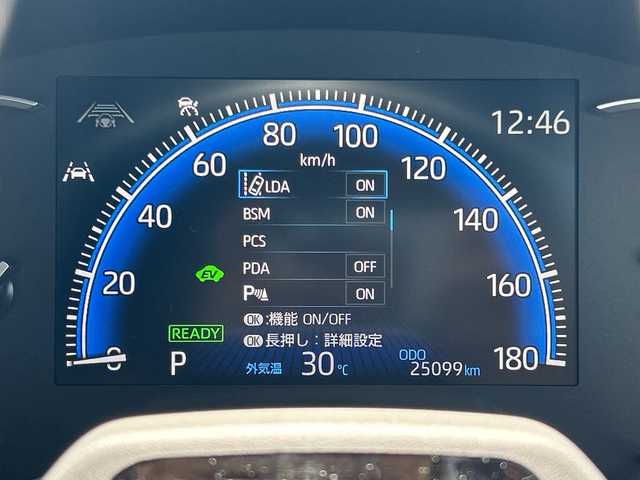 12:46
80
100
60
120
km/h
LDA ON
40
BSM ON
140
PCS
EV
PDA OFF
20
160
P ON
OK:機能 ON/OFF
READY
OK長押し:詳細設定
0
P
外気温 30℃
ODO
25099km
180